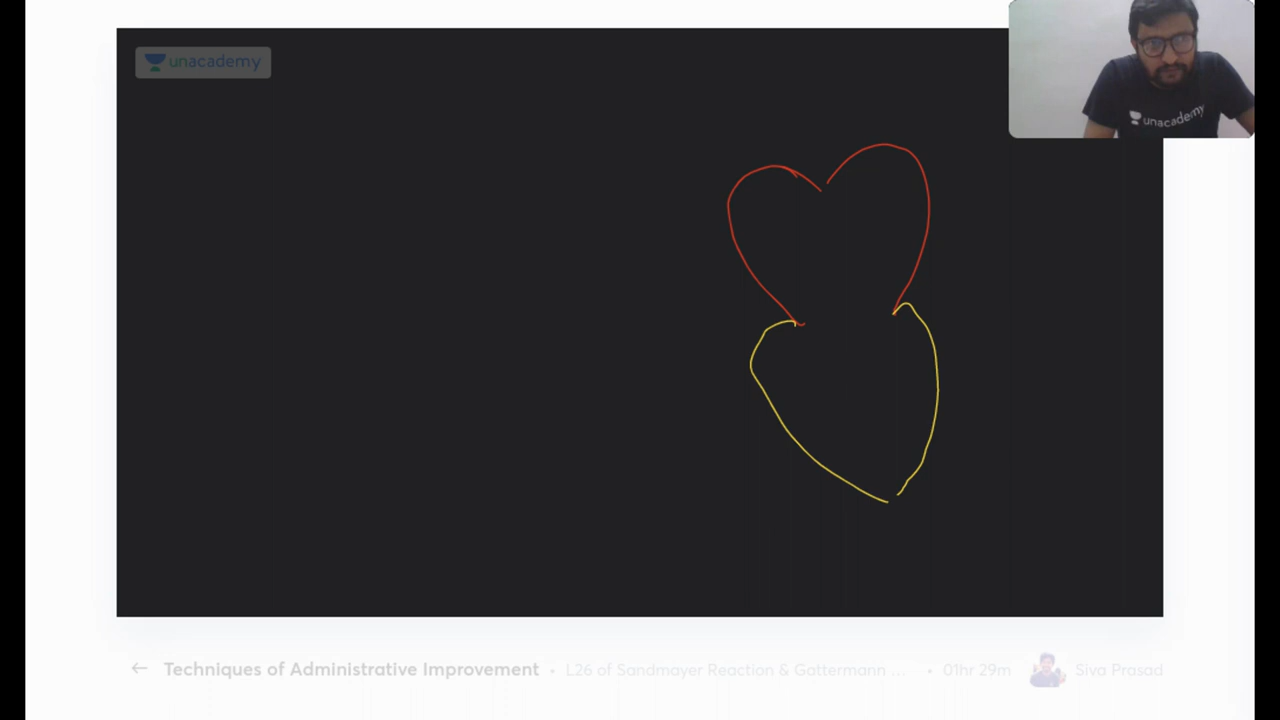 unacademy
unacademy
← Techniques of Administrative Improvement • L26 of Sandmayer Reaction & Gattermann ... • 01hr 29m Siva Prasad